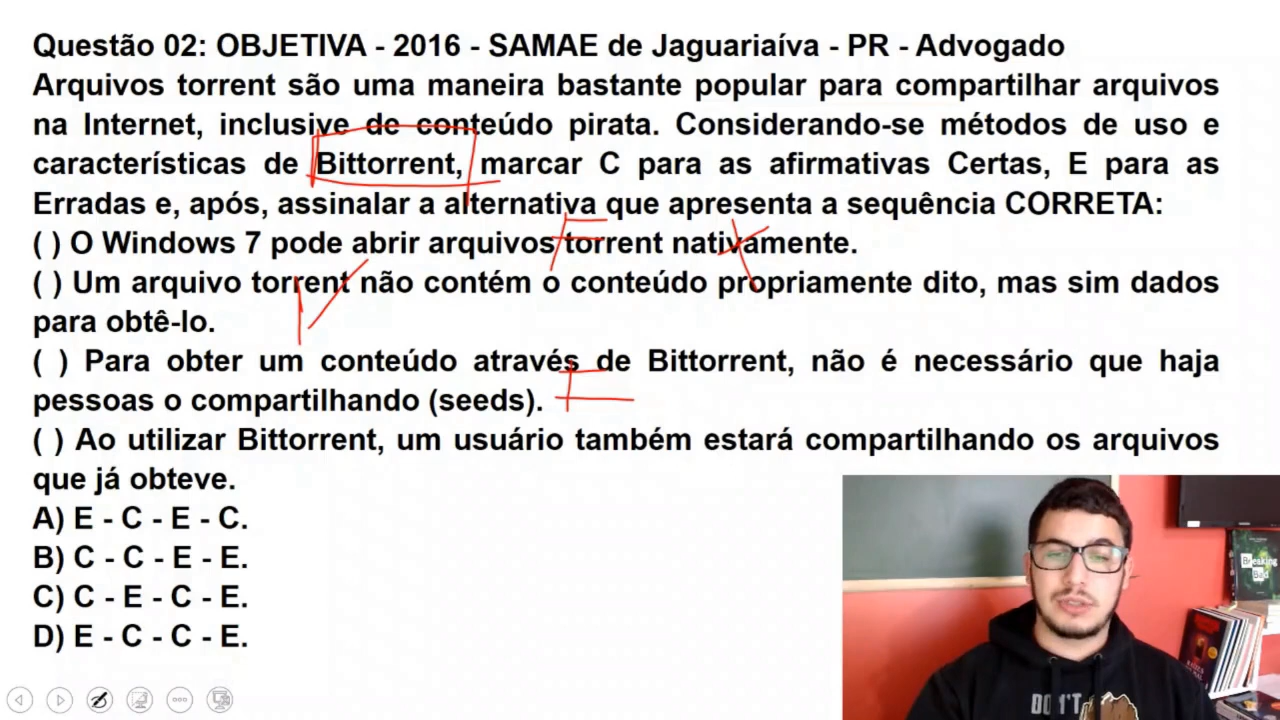 Questão 02: OBJETIVA - 2016 - SAMAE de Jaguariaíva - PR - Advogado
Arquivos torrent são uma maneira bastante popular para compartilhar arquivos
na Internet, inclusive de conteúdo pirata. Considerando-se métodos de uso e
características de Bittorrent, marcar C para as afirmativas Certas, E para as
Erradas e, após, assinalar a alternativa que apresenta a sequência CORRETA:
( ) O Windows 7 pode abrir arquivos torrent nativamente.
( ) Um arquivo torrent não contém o conteúdo propriamente dito, mas sim dados
para obtê-lo.
( ) Para obter um conteúdo através de Bittorrent, não é necessário que haja
pessoas o compartilhando (seeds).
( ) Ao utilizar Bittorrent, um usuário também estará compartilhando os arquivos
que já obteve.
A) E - C - E - C.
B) C - C - E - E.
C) C - E - C - E.
D) E - C - C - E.
Breaking
Bad
DO 'T